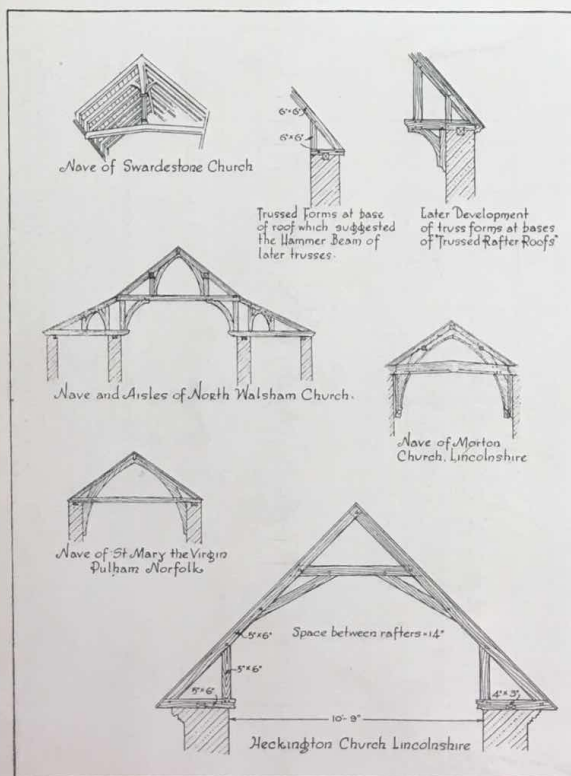 Nave of Swardestone Church
6"×6"
6"×6"
Trussed Forms at base
of roof which suggested
the Hammer Beam of
later trusses.
Later Development
of truss forms at bases
of "Trussed Rafter Roofs"
Nave and Aisles of North Walsham Church.
Nave of Morton
Church, Lincolnshire
Nave of St Mary the Virgin
Pulham Norfolk
5"×6"
Space between rafters = 14"
5"×6"
5"×6"
4"×3"
10'-9"
Heckington Church Lincolnshire